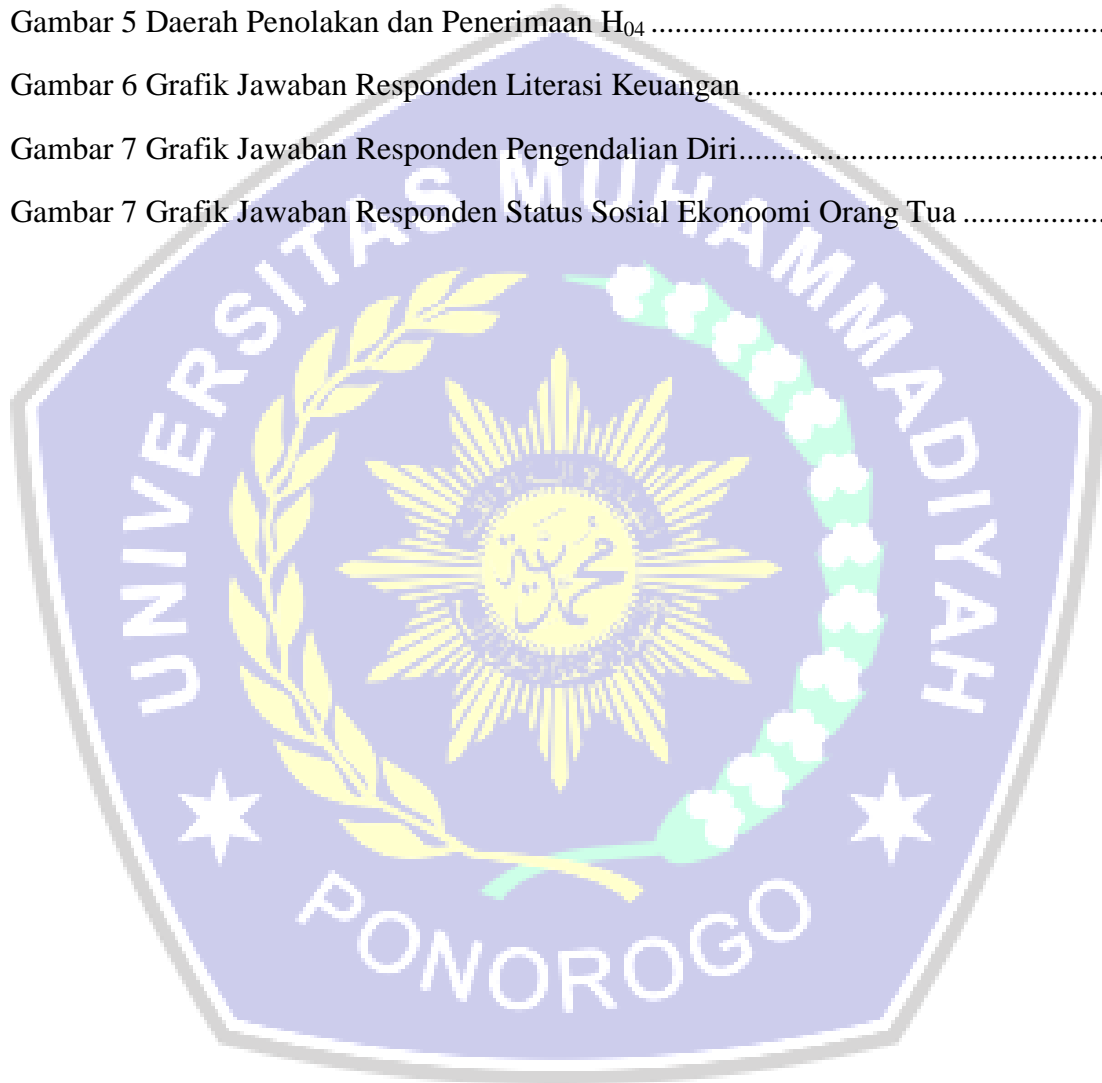 Gambar 5 Daerah Penolakan dan Penerimaan H04 ........................................................
Gambar 6 Grafik Jawaban Responden Literasi Keuangan ............................................
Gambar 7 Grafik Jawaban Responden Pengendalian Diri..............................................
Gambar 7 Grafik Jawaban Responden Status Sosial Ekonoomi Orang Tua ..................
UNIVERSITAS MUHAMMADIYAH
PONOROGO